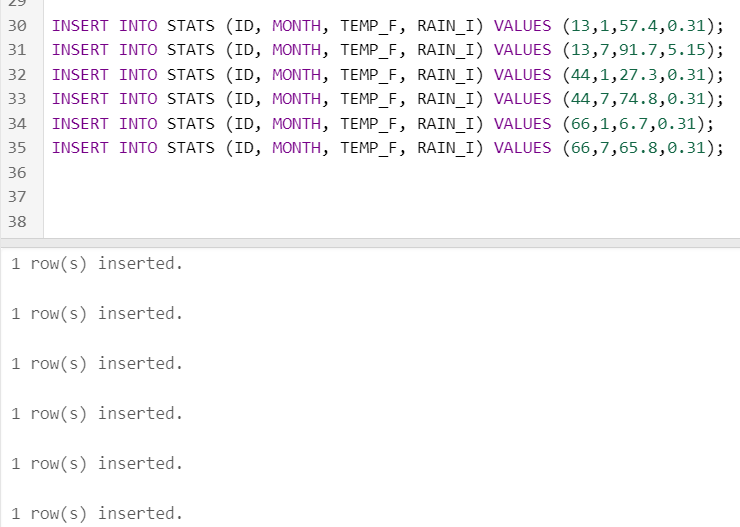 29
30 INSERT INTO STATS (ID, MONTH, TEMP_F, RAIN_I) VALUES (13,1,57.4,0.31);
31 INSERT INTO STATS (ID, MONTH, TEMP_F, RAIN_I) VALUES (13,7,91.7,5.15);
32 INSERT INTO STATS (ID, MONTH, TEMP_F, RAIN_I) VALUES (44,1,27.3,0.31);
33 INSERT INTO STATS (ID, MONTH, TEMP_F, RAIN_I) VALUES (44,7,74.8,0.31);
34 INSERT INTO STATS (ID, MONTH, TEMP_F, RAIN_I) VALUES (66,1,6.7,0.31);
35 INSERT INTO STATS (ID, MONTH, TEMP_F, RAIN_I) VALUES (66,7,65.8,0.31);
36
37
38
1 row(s) inserted.
1 row(s) inserted.
1 row(s) inserted.
1 row(s) inserted.
1 row(s) inserted.
1 row(s) inserted.